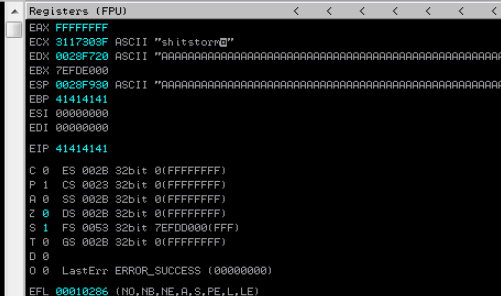 Registers (FPU) < < < < < < <
EAX FFFFFFFF
ECX 3117303F ASCII "shitstorm"
EDX 0028F720 ASCII "AAAAAAAAAAAAAAAAAAAAAAAAAAAAAAAAAAAAAAAAAAAAAAAA
EBX 7EFDE000
ESP 0028F930 ASCII "AAAAAAAAAAAAAAAAAAAAAAAAAAAAAAAAAAAAAAAAAAAAAAAA
EBP 41414141
ESI 00000000
EDI 00000000
EIP 41414141
C 0 ES 002B 32bit 0(FFFFFFFF)
P 1 CS 0023 32bit 0(FFFFFFFF)
A 0 SS 002B 32bit 0(FFFFFFFF)
Z 0 DS 002B 32bit 0(FFFFFFFF)
S 1 FS 0053 32bit 7EFDD000(FFF)
T 0 GS 002B 32bit 0(FFFFFFFF)
D 0
O 0 LastErr ERROR_SUCCESS (00000000)
EFL 00010286 (NO,NB,NE,A,S,PE,L,LE)